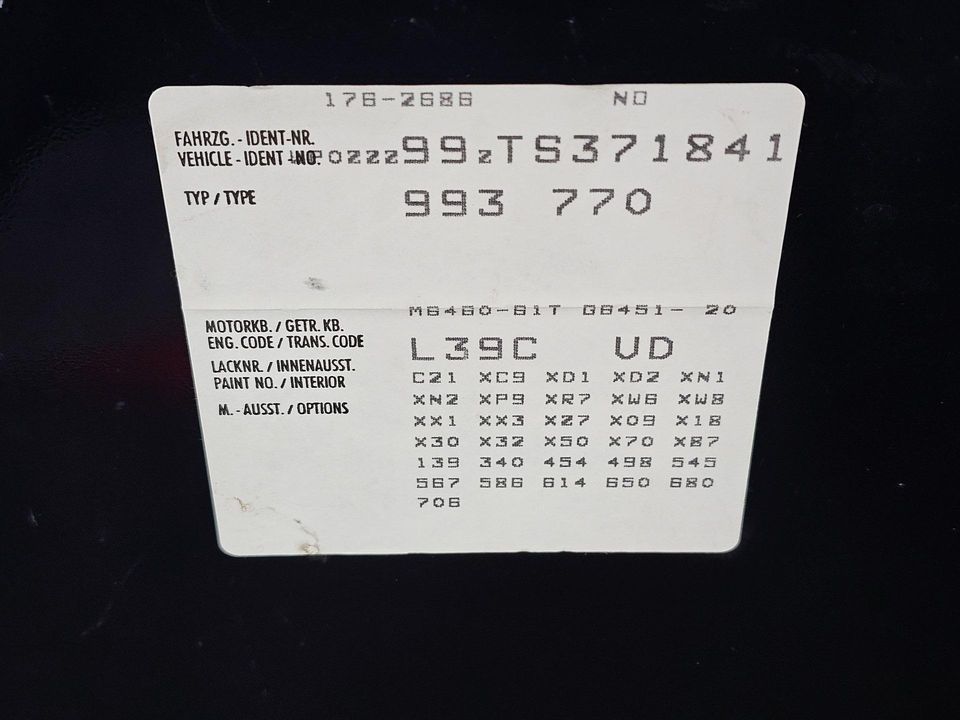 176-2686 NO
FAHRZG. - IDENT-NR.
VEHICLE - IDENT -NO. WP0ZZZ99ZTS371841
TYP / TYPE 993 770
M6460-61T G6451- 20
MOTORKB. / GETR. KB.
ENG. CODE / TRANS. CODE L39C UD
LACKNR. / INNENAUSST. C21 XC9 XD1 XD2 XN1
PAINT NO. / INTERIOR XN2 XP9 XR7 XW6 XW8
M. - AUSST. / OPTIONS XX1 XX3 XZ7 X09 X18
X30 X32 X50 X70 X87
139 340 454 498 545
567 586 614 650 680
706